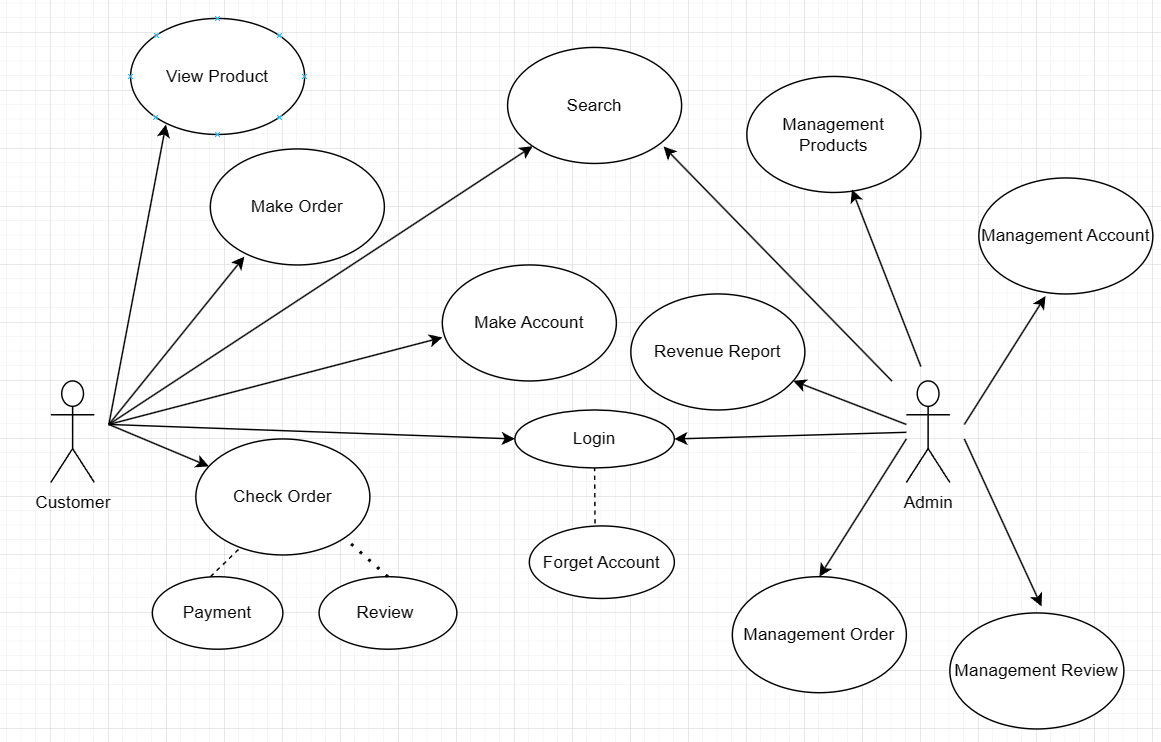 View Product
Search
Management
Products
Make Order
Management Account
Make Account
Revenue Report
Login
Customer
Check Order
Admin
Forget Account
Payment
Review
Management Order
Management Review